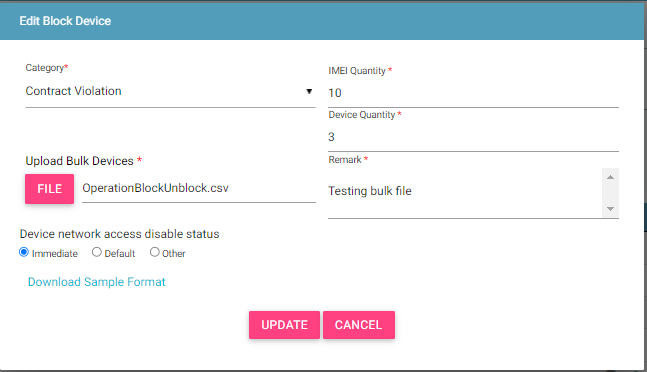 Edit Block Device
Category*
Contract Violation
IMEI Quantity *
10
Device Quantity *
3
Upload Bulk Devices *
FILE
OperationBlockUnblock.csv
Remark *
Testing bulk file
Device network access disable status
Immediate Default Other
Download Sample Format
UPDATE CANCEL